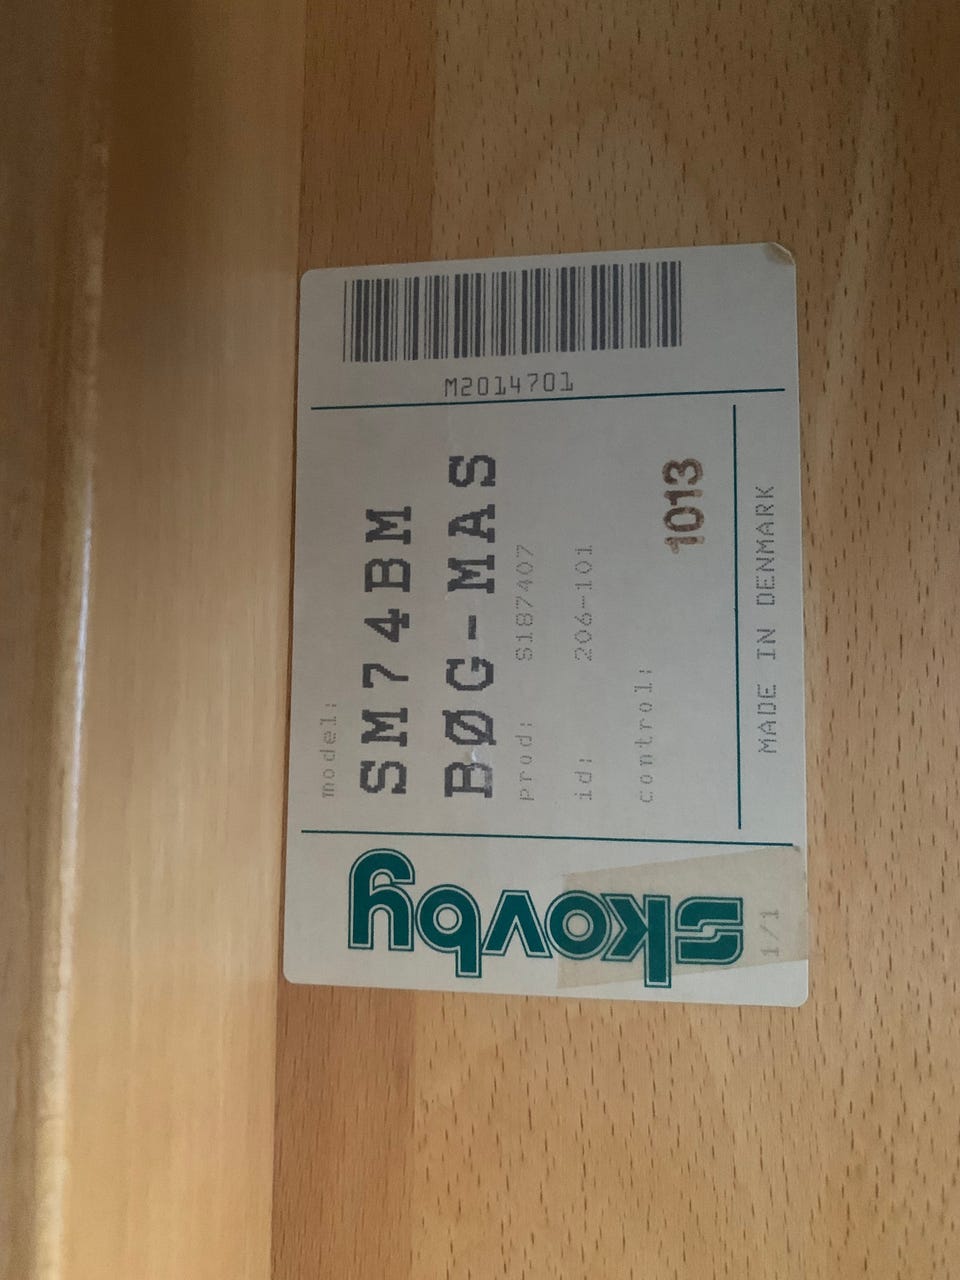 M2014701
model:
SM74BM
BØG-MAS
prod: S187407
id: 206-101
control:
1013
MADE IN DENMARK
skovby
1/1